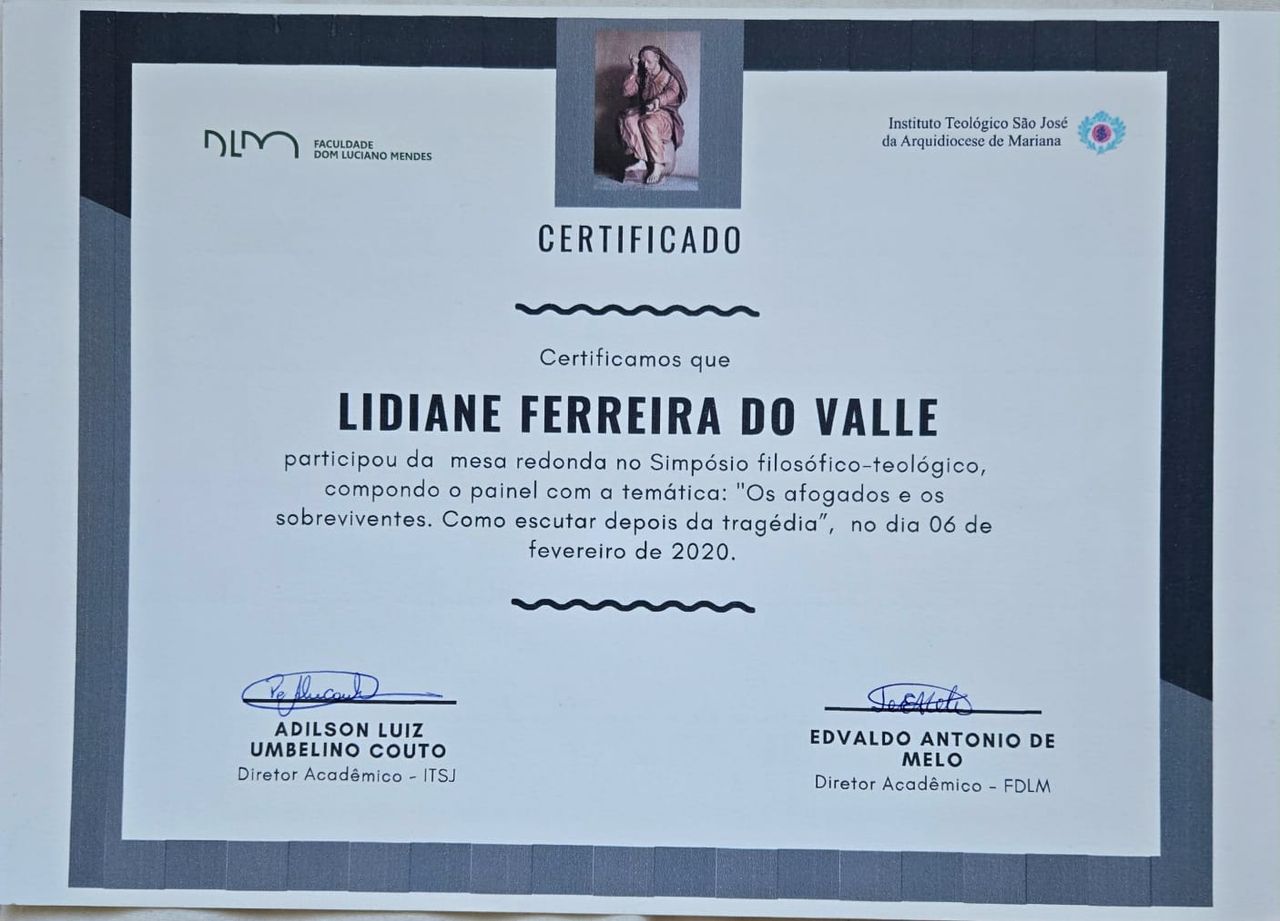 FACULDADE
DOM LUCIANO MENDES
Instituto Teológico São José
da Arquidiocese de Mariana
CERTIFICADO
Certificamos que
LIDIANE FERREIRA DO VALLE
participou da mesa redonda no Simpósio filosófico-teológico,
compondo o painel com a temática: "Os afogados e os
sobreviventes. Como escutar depois da tragédia”, no dia 06 de
fevereiro de 2020.
ADILSON LUIZ
UMBELINO COUTO
Diretor Acadêmico - ITSJ
EDVALDO ANTONIO DE
MELO
Diretor Acadêmico - FDLM